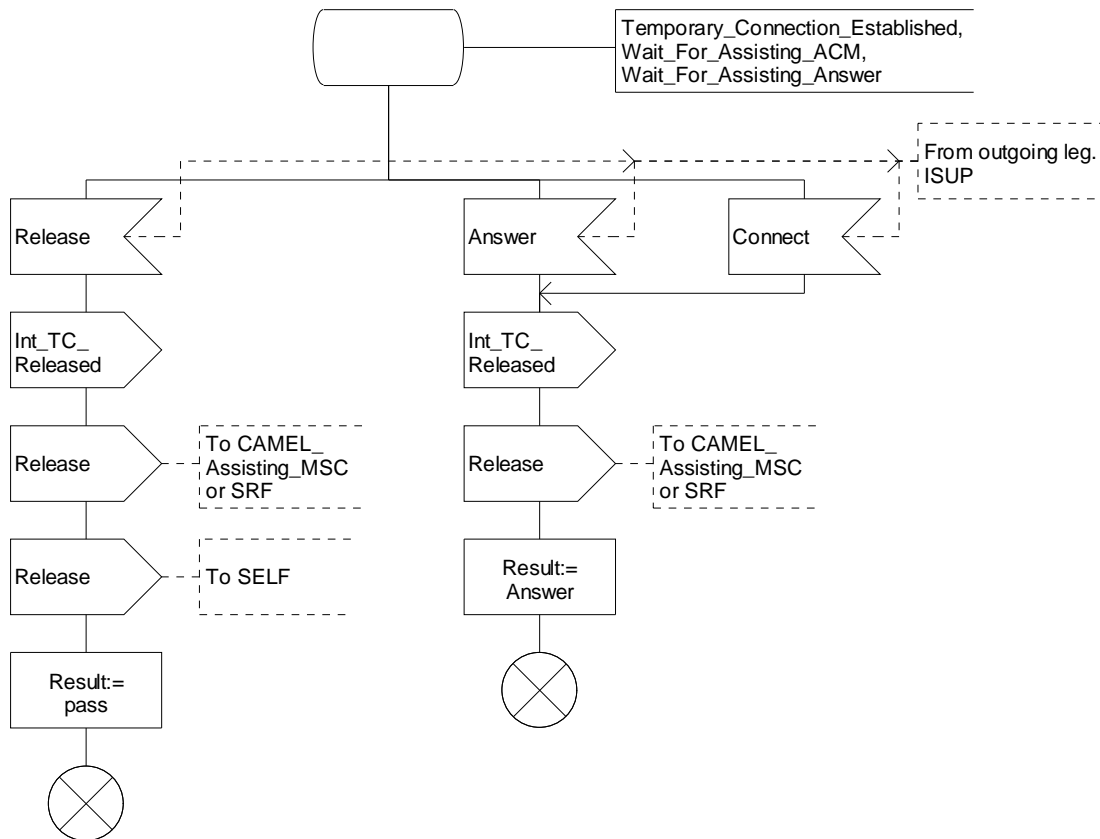 Temporary_Connection_Established,
Wait_For_Assisting_ACM,
Wait_For_Assisting_Answer
From outgoing leg.
ISUP
Release
Answer
Connect
Int_TC_
Released
Int_TC_
Released
Release
To CAMEL_
Assisting_MSC
or SRF
Release
To CAMEL_
Assisting_MSC
or SRF
Release
To SELF
Result:=
Answer
Result:=
pass